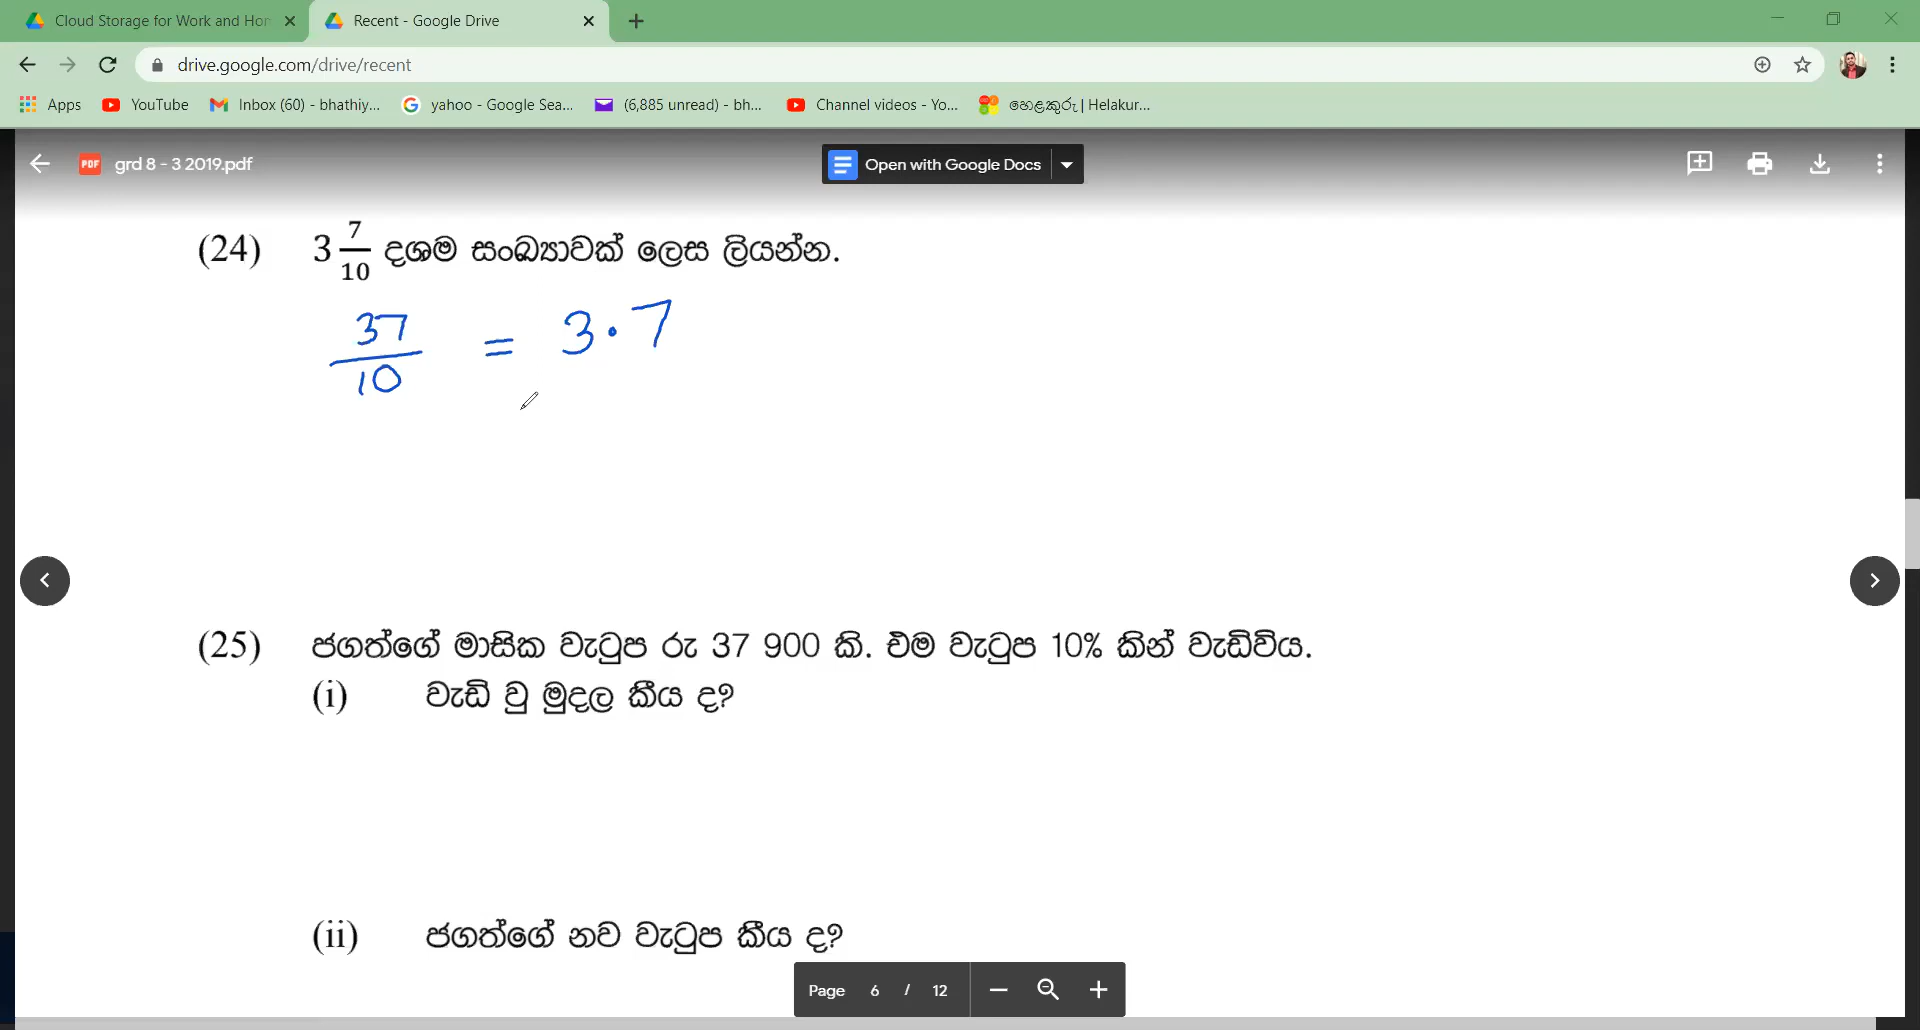 Cloud Storage for Work and Hon
Recent - Google Drive
drive.google.com/drive/recent
Apps
YouTube
Inbox (60) - bhathiy...
yahoo - Google Sea...
(6,885 unread) - bh...
Channel videos - Yo...
හෙළකුරු | Helakur...
PDF grd 8 - 3 2019.pdf
Open with Google Docs
(24) 3 7/10 දශම සංඛ්‍යාවක් ලෙස ලියන්න.
37/10 = 3.7
(25) ජගත්ගේ මාසික වැටුප රු 37 900 කි. එම වැටුප 10% කින් වැඩිවිය.
(i) වැඩි වු මුදල කීය ද?
(ii) ජගත්ගේ නව වැටුප කීය ද?
Page 6 / 12